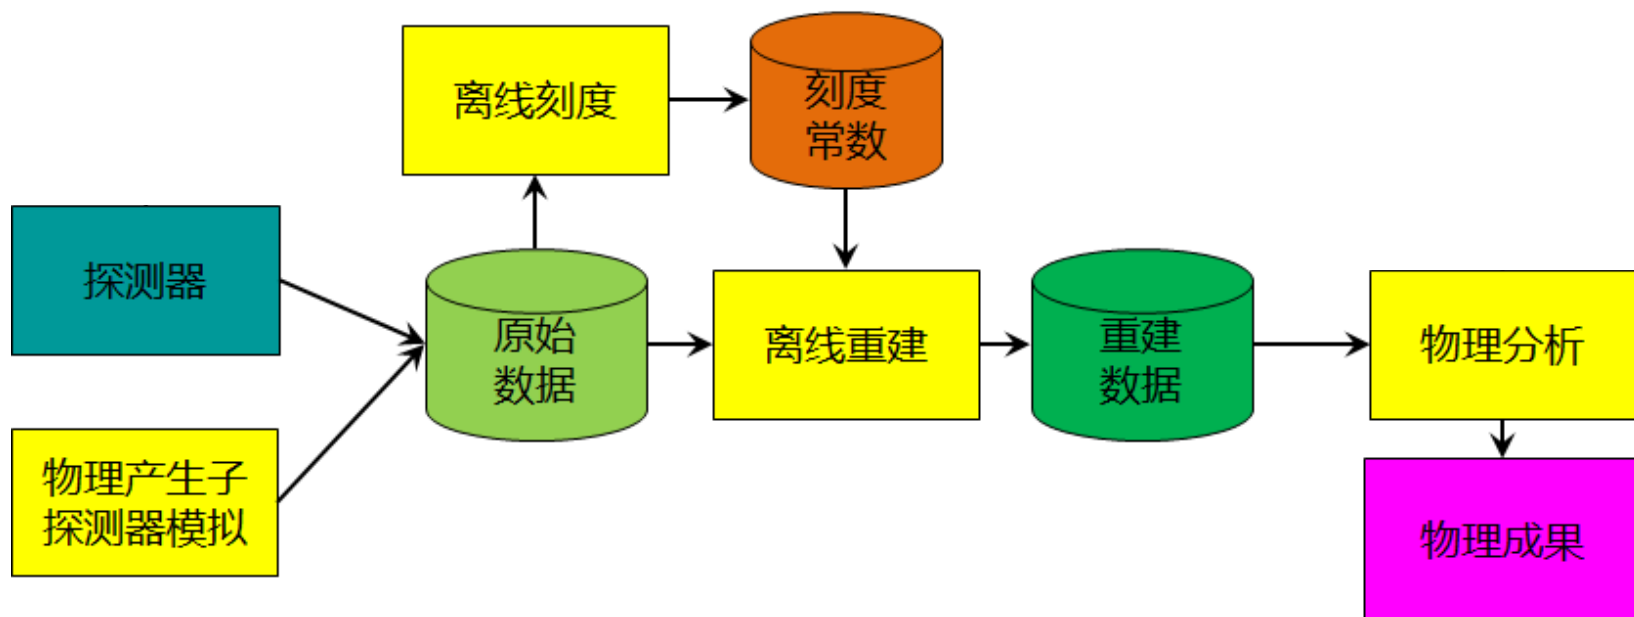 离线刻度
刻度
常数
探测器
原始
数据
离线重建
重建
数据
物理分析
物理产生子
探测器模拟
物理成果